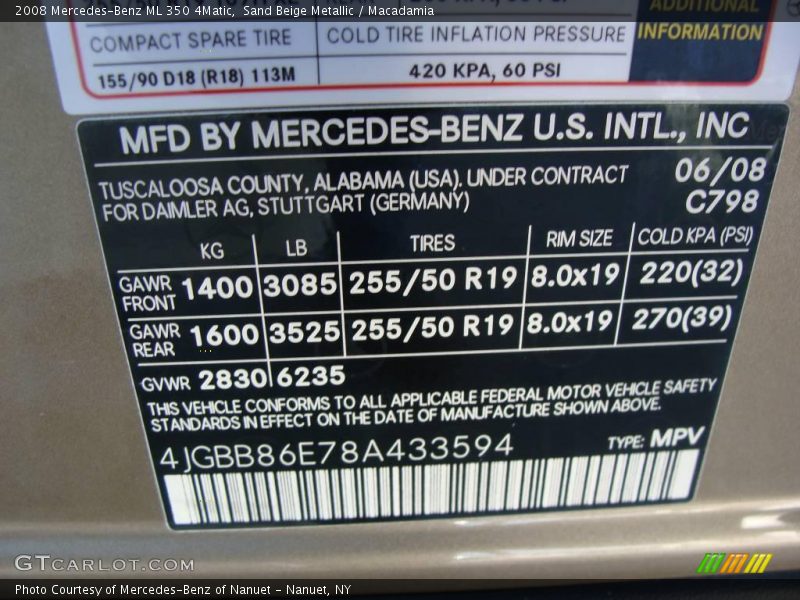 2008 Mercedes-Benz ML 350 4Matic, Sand Beige Metallic / Macadamia
ADDITIONAL
INFORMATION
COMPACT SPARE TIRE
COLD TIRE INFLATION PRESSURE
155/90 D18 (R18) 113M
420 KPA, 60 PSI
MFD BY MERCEDES-BENZ U.S. INTL., INC
TUSCALOOSA COUNTY, ALABAMA (USA). UNDER CONTRACT
FOR DAIMLER AG, STUTTGART (GERMANY)
06/08
C798
KG LB TIRES RIM SIZE COLD KPA (PSI)
GAWR
FRONT 1400 3085 255/50 R19 8.0x19 220(32)
GAWR
REAR 1600 3525 255/50 R19 8.0x19 270(39)
GVWR 2830 6235
THIS VEHICLE CONFORMS TO ALL APPLICABLE FEDERAL MOTOR VEHICLE SAFETY
STANDARDS IN EFFECT ON THE DATE OF MANUFACTURE SHOWN ABOVE.
4JGBB86E78A433594 TYPE: MPV
GTCARLOT.COM
Photo Courtesy of Mercedes-Benz of Nanuet - Nanuet, NY